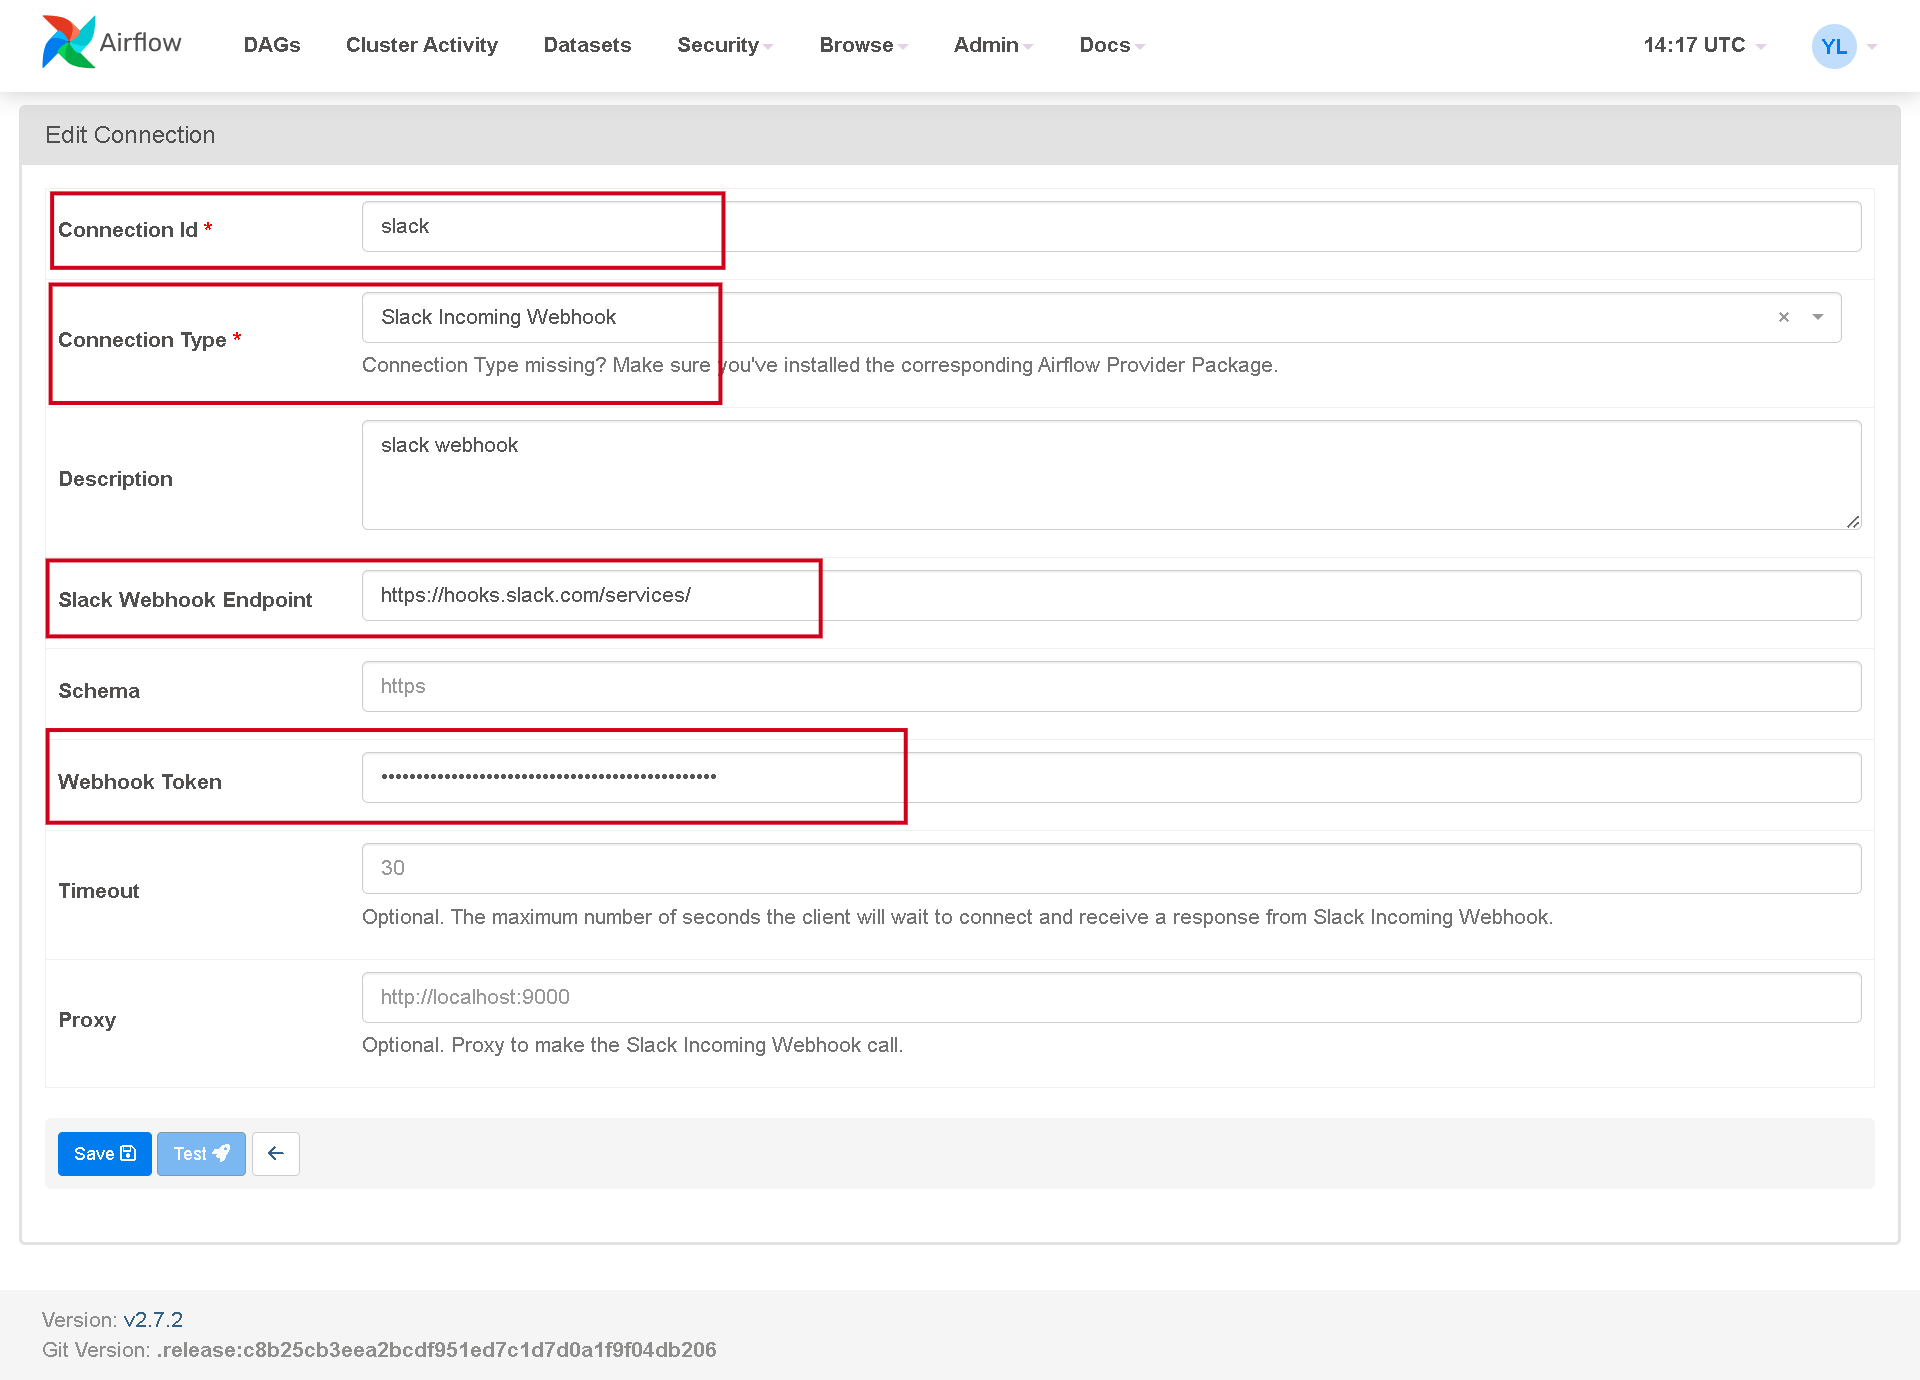 Airflow DAGs Cluster Activity Datasets Security Browse Admin Docs 14:17 UTC YL
Edit Connection
Connection Id * slack
Connection Type * Slack Incoming Webhook ×
Connection Type missing? Make sure you've installed the corresponding Airflow Provider Package.
Description slack webhook
Slack Webhook Endpoint https://hooks.slack.com/services/
Schema https
Webhook Token ••••••••••••••••••••••••••••••••••••••••••••••••
Timeout 30
Optional. The maximum number of seconds the client will wait to connect and receive a response from Slack Incoming Webhook.
Proxy http://localhost:9000
Optional. Proxy to make the Slack Incoming Webhook call.
Save Test
Version: v2.7.2
Git Version: .release:c8b25cb3eea2bcdf951ed7c1d7d0a1f9f04db206